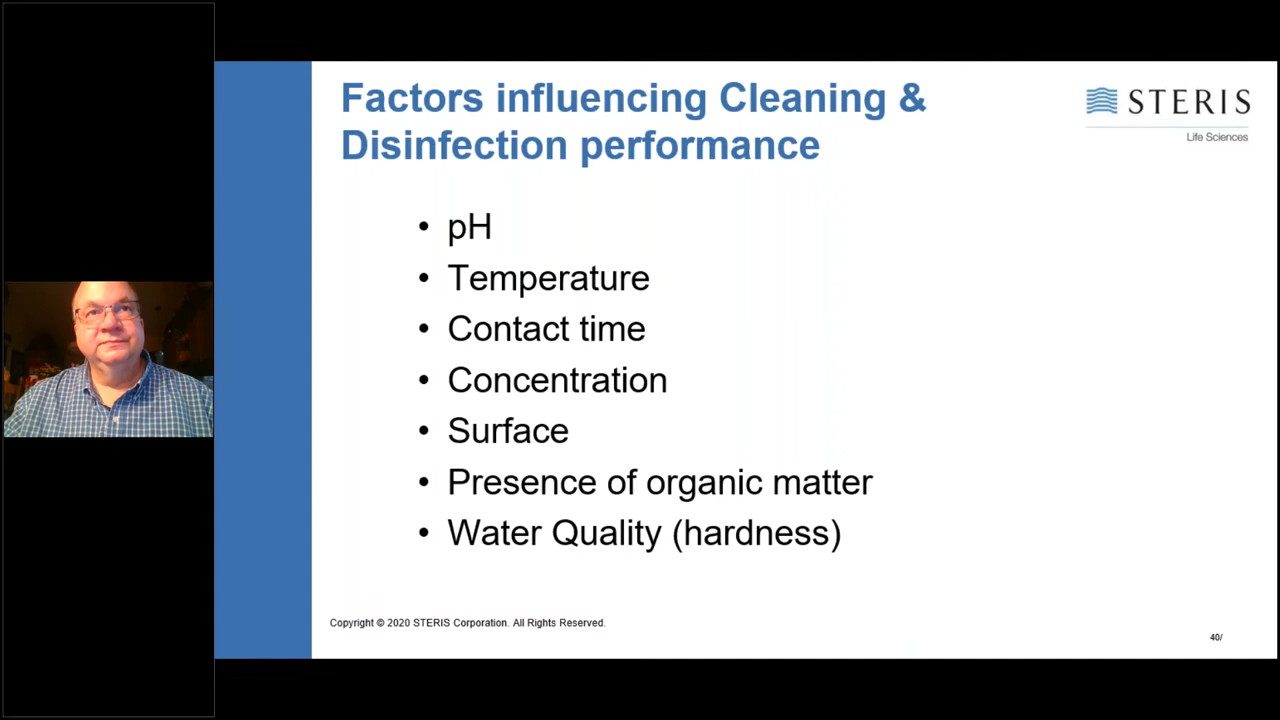 Factors influencing Cleaning &
Disinfection performance
STERIS
Life Sciences
• pH
• Temperature
• Contact time
• Concentration
• Surface
• Presence of organic matter
• Water Quality (hardness)
Copyright © 2020 STERIS Corporation. All Rights Reserved.
40/